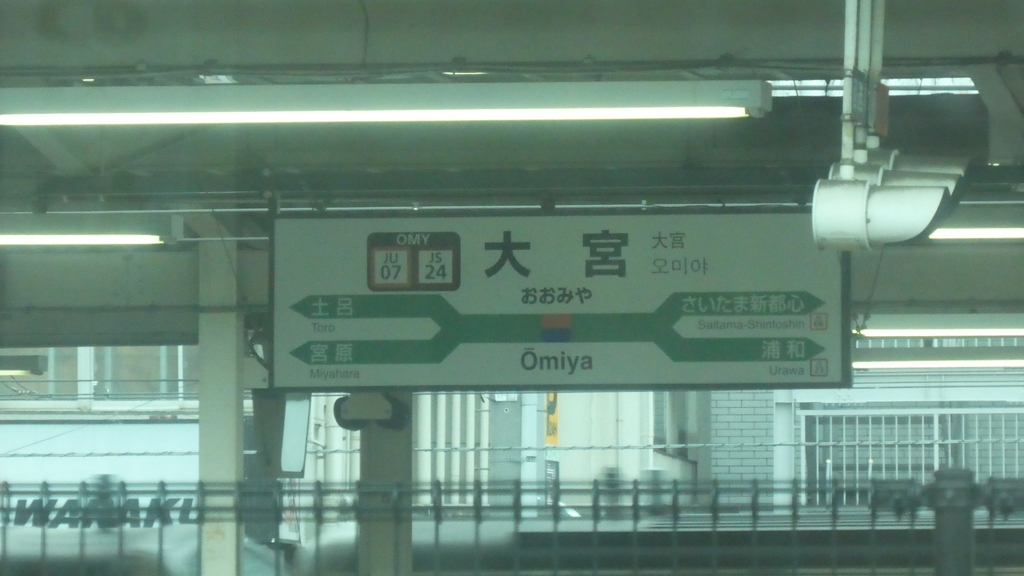 OMY
JU
07
JS
24
大宮
大宮
오미야
おおみや
土呂
Toro
宮原
Miyahara
さいたま新都心
Saitama-Shintoshin
浦和
Urawa
Ōmiya